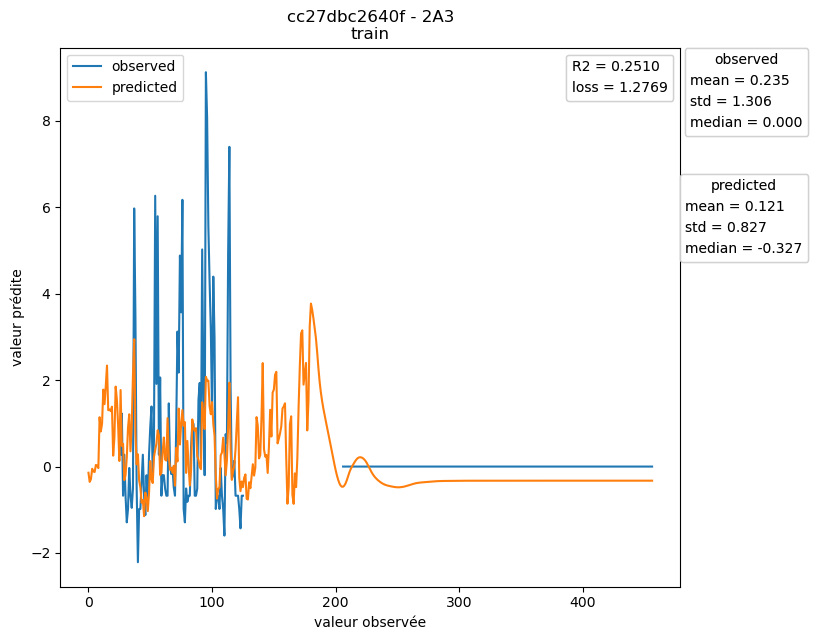 cc27dbc2640f - 2A3
train
observed
predicted
R2 = 0.2510
loss = 1.2769
observed
mean = 0.235
std = 1.306
median = 0.000
predicted
mean = 0.121
std = 0.827
median = -0.327
valeur prédite
8
6
4
2
0
−2
0
100
200
300
400
valeur observée